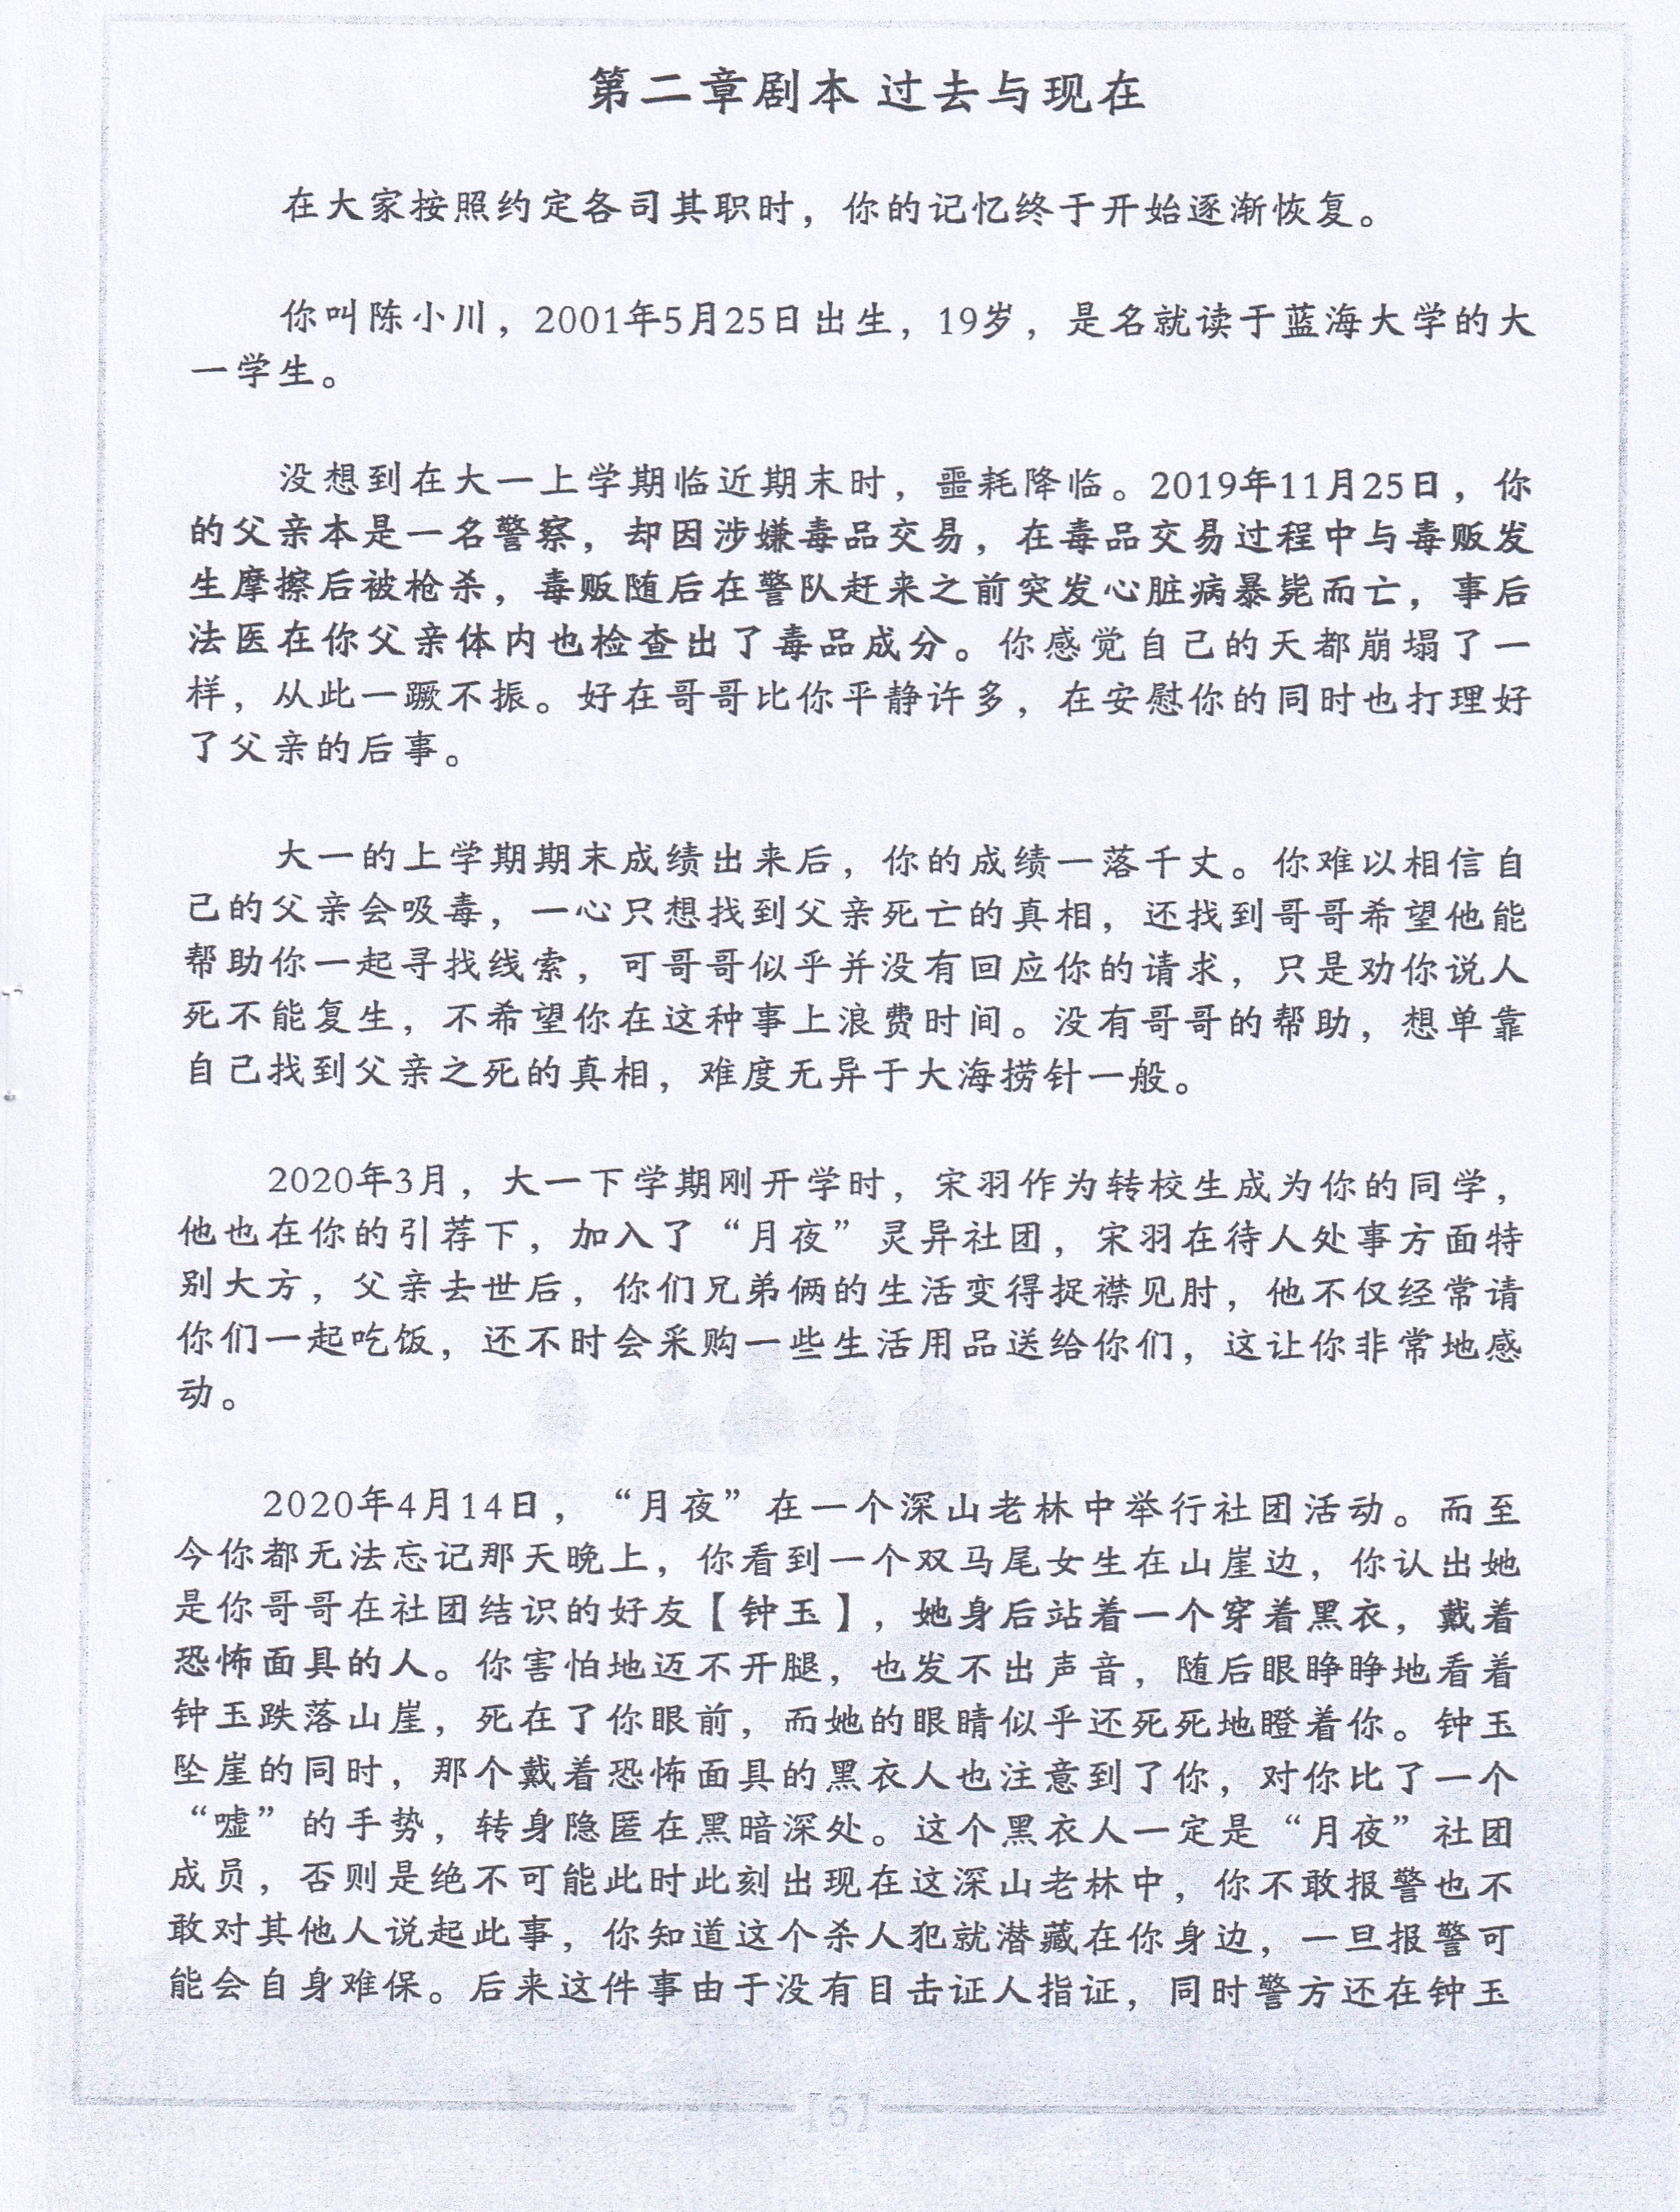 第二章剧本 过去与现在
在大家按照约定各司其职时，你的记忆终于开始逐渐恢复。
你叫陈小川，2001年5月25日出生，19岁，是名就读于蓝海大学的大
一学生。
没想到在大一上学期临近期末时，噩耗降临。2019年11月25日，你
的父亲本是一名警察，却因涉嫌毒品交易，在毒品交易过程中与毒贩发
生摩擦后被枪杀，毒贩随后在警队赶来之前突发心脏病暴毙而亡，事后
法医在你父亲体内也检查出了毒品成分。你感觉自己的天都崩塌了一
样，从此一蹶不振。好在哥哥比你平静许多，在安慰你的同时也打理好
了父亲的后事。
大一的上学期期末成绩出来后，你的成绩一落千丈。你难以相信自
己的父亲会吸毒，一心只想找到父亲死亡的真相，还找到哥哥希望他能
帮助你一起寻找线索，可哥哥似乎并没有回应你的请求，只是劝你说人
死不能复生，不希望你在这种事上浪费时间。没有哥哥的帮助，想单靠
自己找到父亲之死的真相，难度无异于大海捞针一般。
2020年3月，大一下学期刚开学时，宋羽作为转校生成为你的同学，
他也在你的引荐下，加入了“月夜”灵异社团，宋羽在待人处事方面特
别大方，父亲去世后，你们兄弟俩的生活变得捉襟见肘，他不仅经常请
你们一起吃饭，还不时会采购一些生活用品送给你们，这让你非常地感
动。
2020年4月14日，“月夜”在一个深山老林中举行社团活动。而至
今你都无法忘记那天晚上，你看到一个双马尾女生在山崖边，你认出她
是你哥哥在社团结识的好友【钟玉】，她身后站着一个穿着黑衣，戴着
恐怖面具的人。你害怕地迈不开腿，也发不出声音，随后眼睁睁地看着
钟玉跌落山崖，死在了你眼前，而她的眼睛似乎还死死地瞪着你。钟玉
坠崖的同时，那个戴着恐怖面具的黑衣人也注意到了你，对你比了一个
“嘘”的手势，转身隐匿在黑暗深处。这个黑衣人一定是“月夜”社团
成员，否则是绝不可能此时此刻出现在这深山老林中，你不敢报警也不
敢对其他人说起此事，你知道这个杀人犯就潜藏在你身边，一旦报警可
能会自身难保。后来这件事由于没有目击证人指证，同时警方还在钟玉
[6]